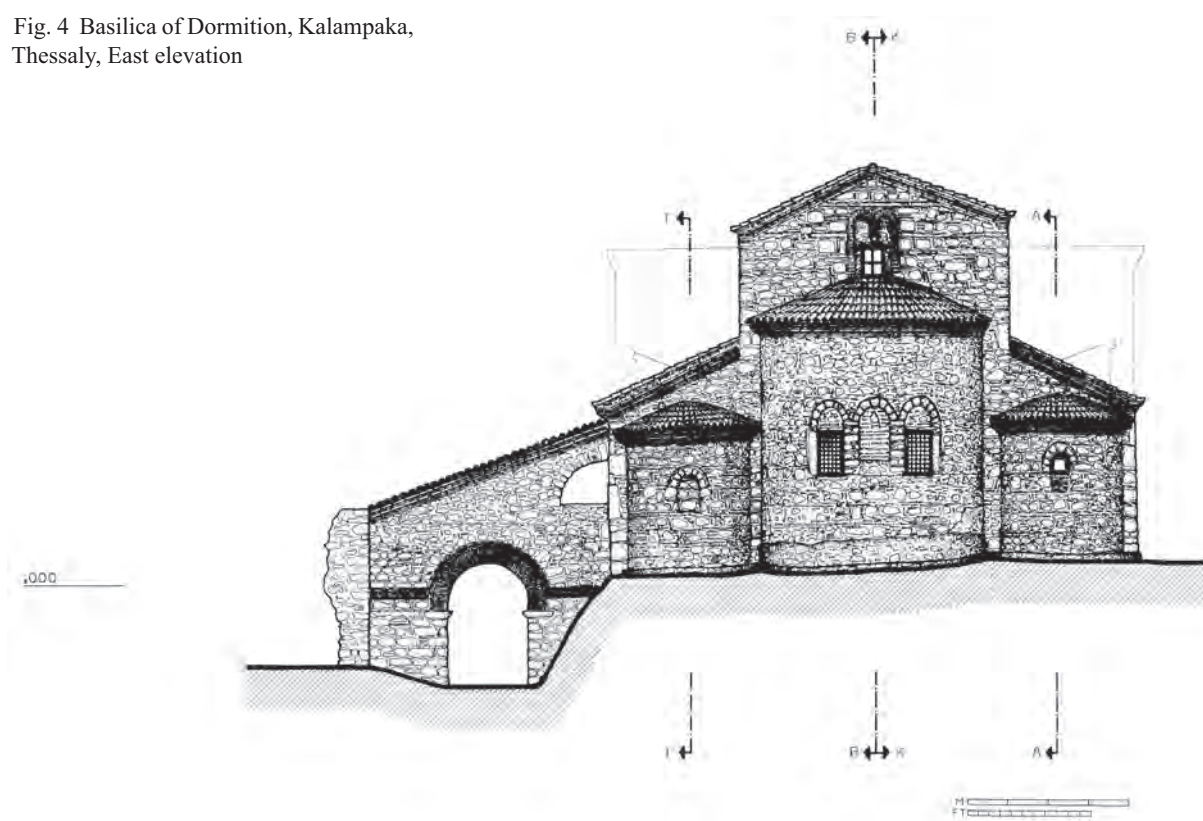 Fig. 4 Basilica of Dormition, Kalampaka,
Thessaly, East elevation
B K
A
.000
B K
A
M
FT